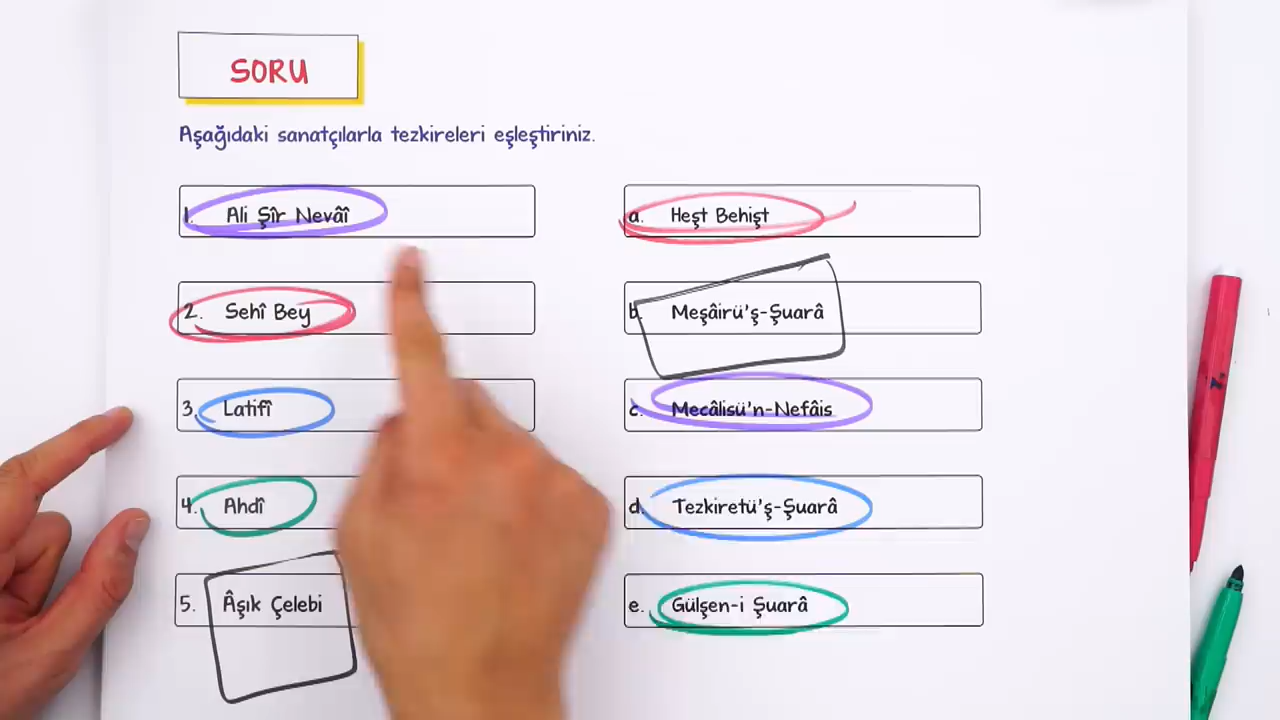 SORU
Aşağıdaki sanatçılarla tezkireleri eşleştiriniz.
1. Ali Şîr Nevâî
2. Sehî Bey
3. Latifî
4. Ahdî
5. Âşık Çelebi
a. Heşt Behişt
b. Meşâirü'ş-Şuarâ
c. Mecâlisü'n-Nefâis
d. Tezkiretü'ş-Şuarâ
e. Gülşen-i Şuarâ